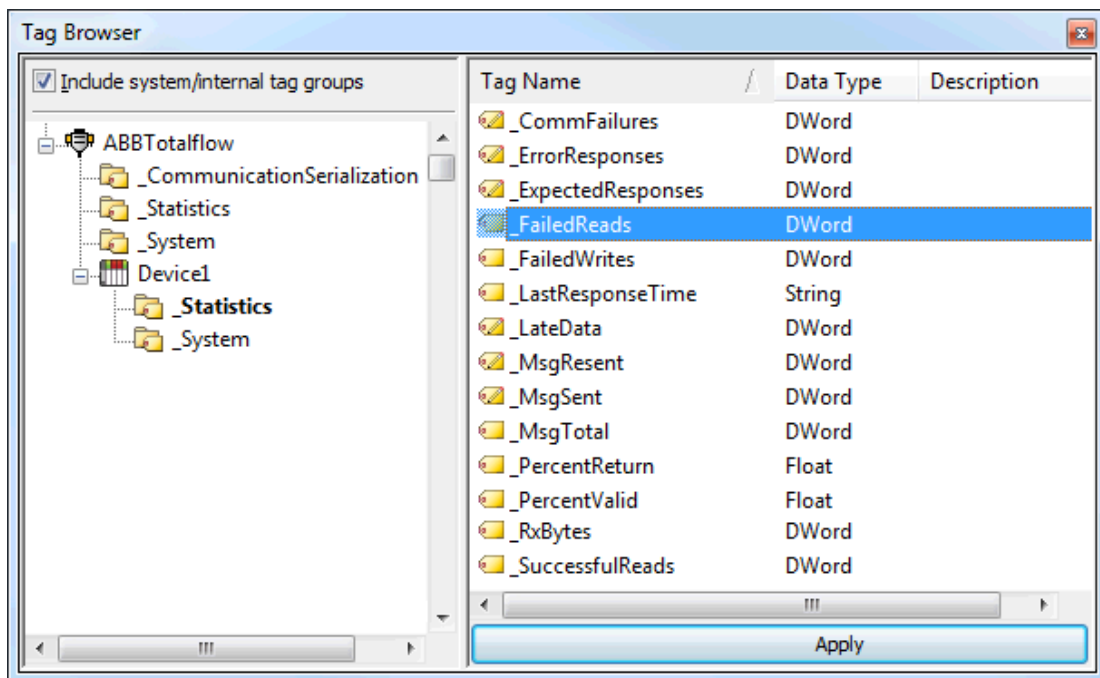 Tag Browser
Include system/internal tag groups
ABBTotalflow
_CommunicationSerialization
_Statistics
_System
Device1
_Statistics
_System
Tag Name Data Type Description
_CommFailures DWord
_ErrorResponses DWord
_ExpectedResponses DWord
_FailedReads DWord
_FailedWrites DWord
_LastResponseTime String
_LateData DWord
_MsgResent DWord
_MsgSent DWord
_MsgTotal DWord
_PercentReturn Float
_PercentValid Float
_RxBytes DWord
_SuccessfulReads DWord
Apply